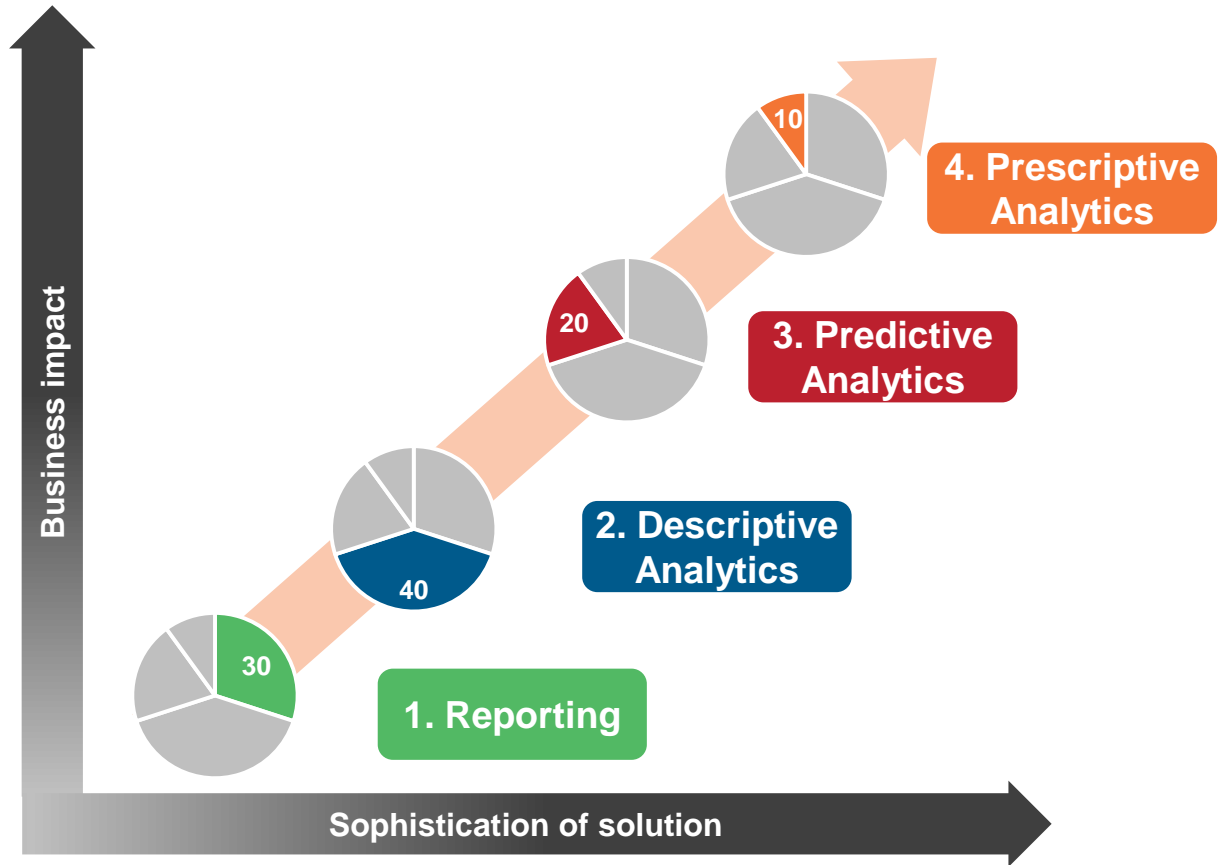 10
4. Prescriptive
Analytics
20
3. Predictive
Analytics
Business impact
2. Descriptive
Analytics
40
30
1. Reporting
Sophistication of solution